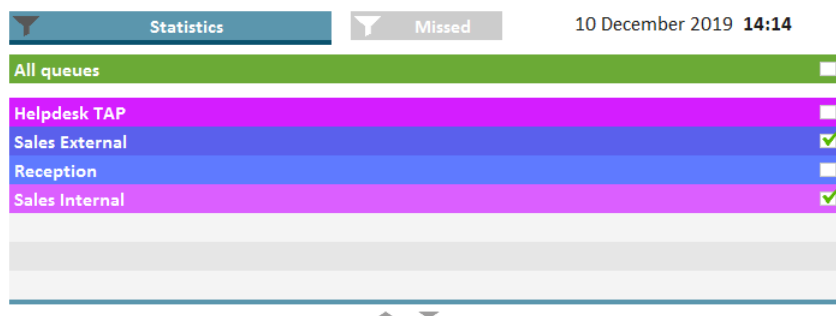 Statistics
Missed
10 December 2019 14:14
All queues
Helpdesk TAP
Sales External
Reception
Sales Internal